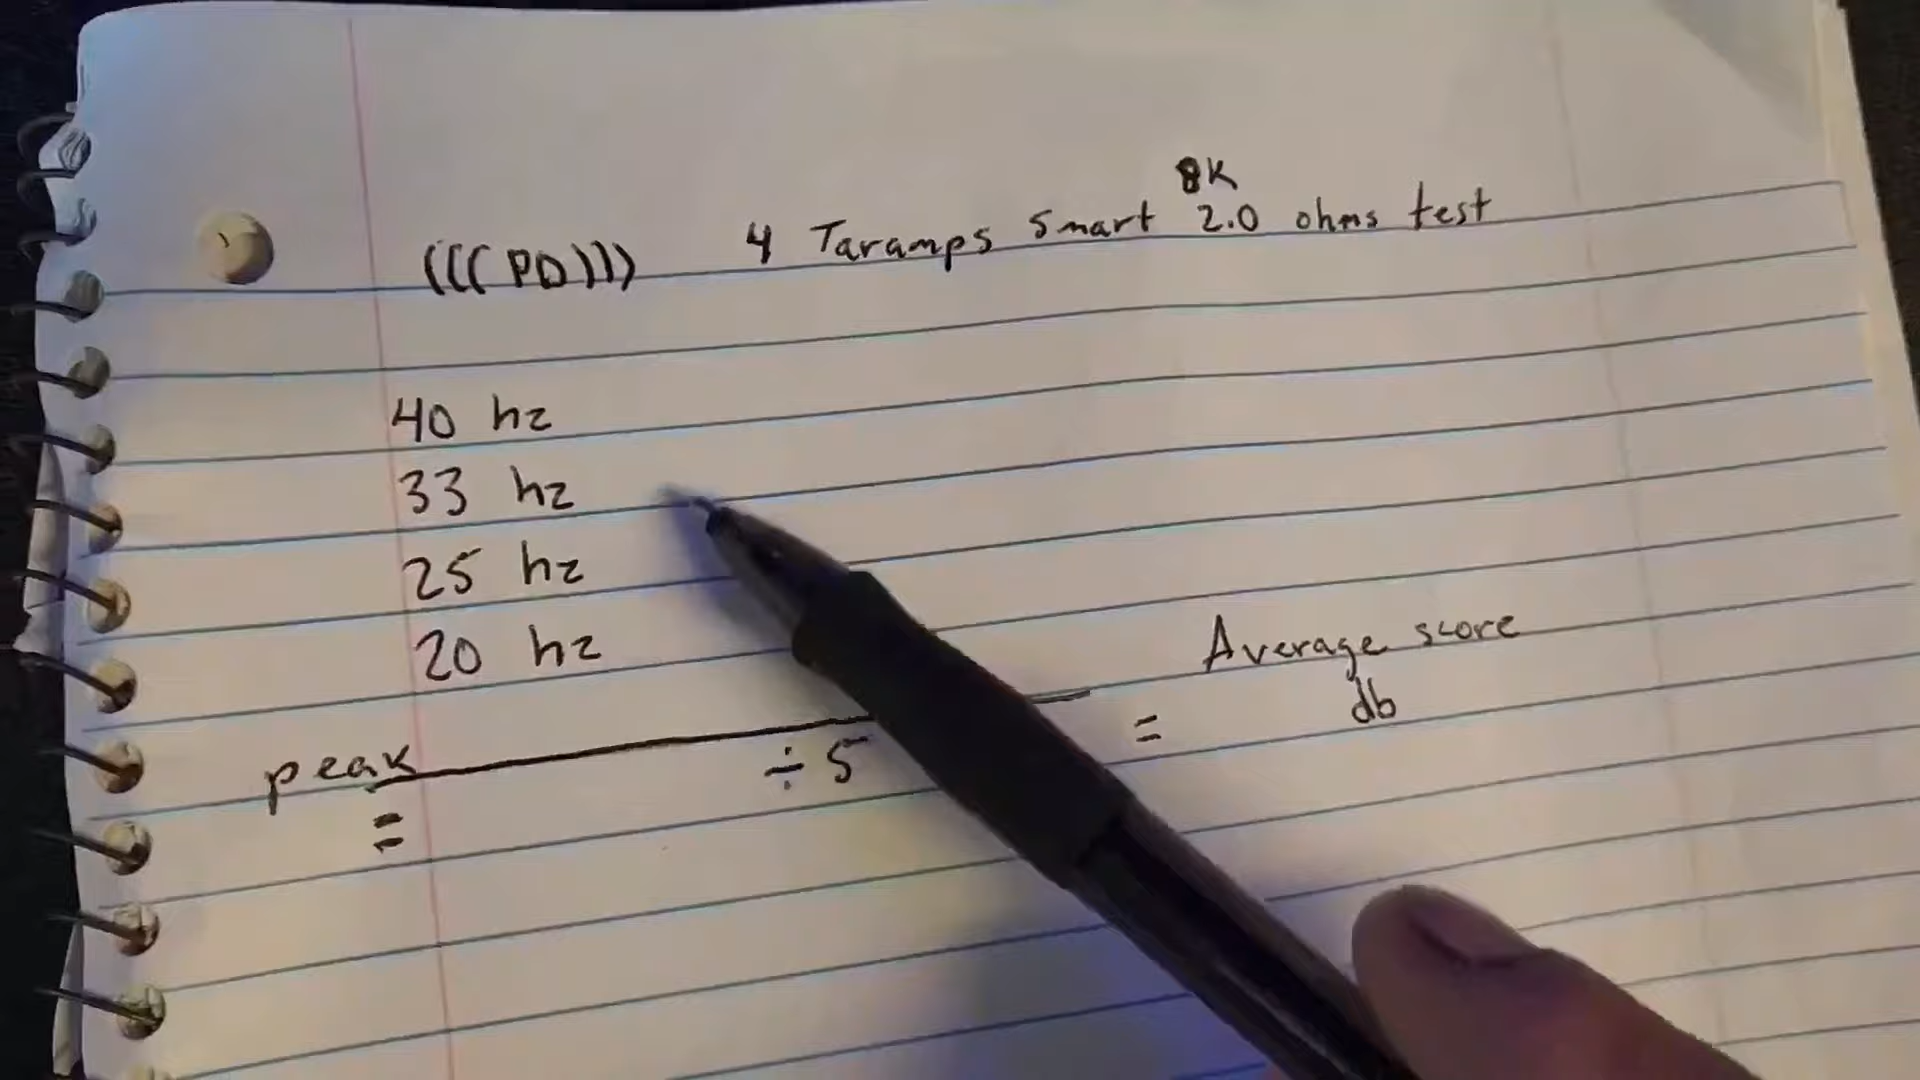 8K
(((PD))) 4 Taramps Smart 2.0 ohms test
40 hz
33 hz
25 hz
20 hz
Average score
db
peak ÷ 5 =
=